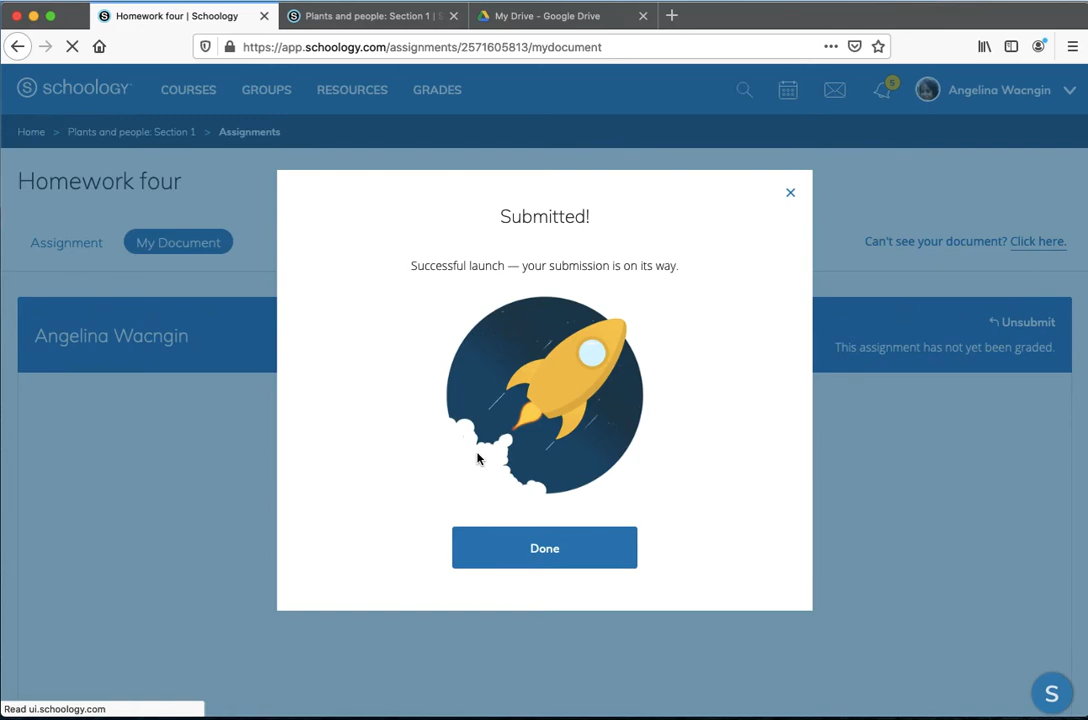 Homework four | Schoology
Plants and people: Section 1 | S
My Drive - Google Drive
https://app.schoology.com/assignments/2571605813/mydocument
S schoology
COURSES
GROUPS
RESOURCES
GRADES
5
Angelina Wacngin
Home > Plants and people: Section 1 > Assignments
Homework four
Assignment
My Document
Can't see your document? Click here.
Angelina Wacngin
Unsubmit
This assignment has not yet been graded.
Submitted!
Successful launch — your submission is on its way.
Done
S
Read ui.schoology.com